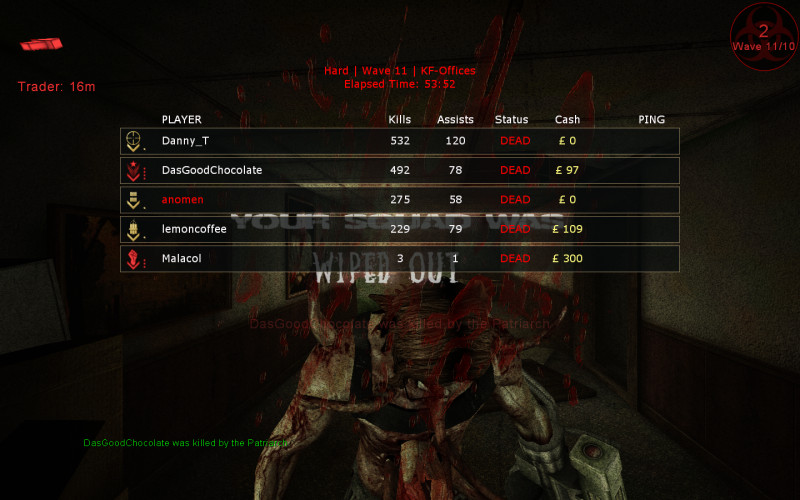 2
Wave 11/10
Trader: 16m
Hard | Wave 11 | KF-Offices
Elapsed Time: 53:52
PLAYER Kills Assists Status Cash PING
Danny_T 532 120 DEAD £ 0
DasGoodChocolate 492 78 DEAD £ 97
anomen 275 58 DEAD £ 0
YOUR SQUAD WAS
lemoncoffee 229 79 DEAD £ 109
Malacol 3 1 DEAD £ 300
WIPED OUT
DasGoodChocolate was killed by the Patriarch
DasGoodChocolate was killed by the Patriarch